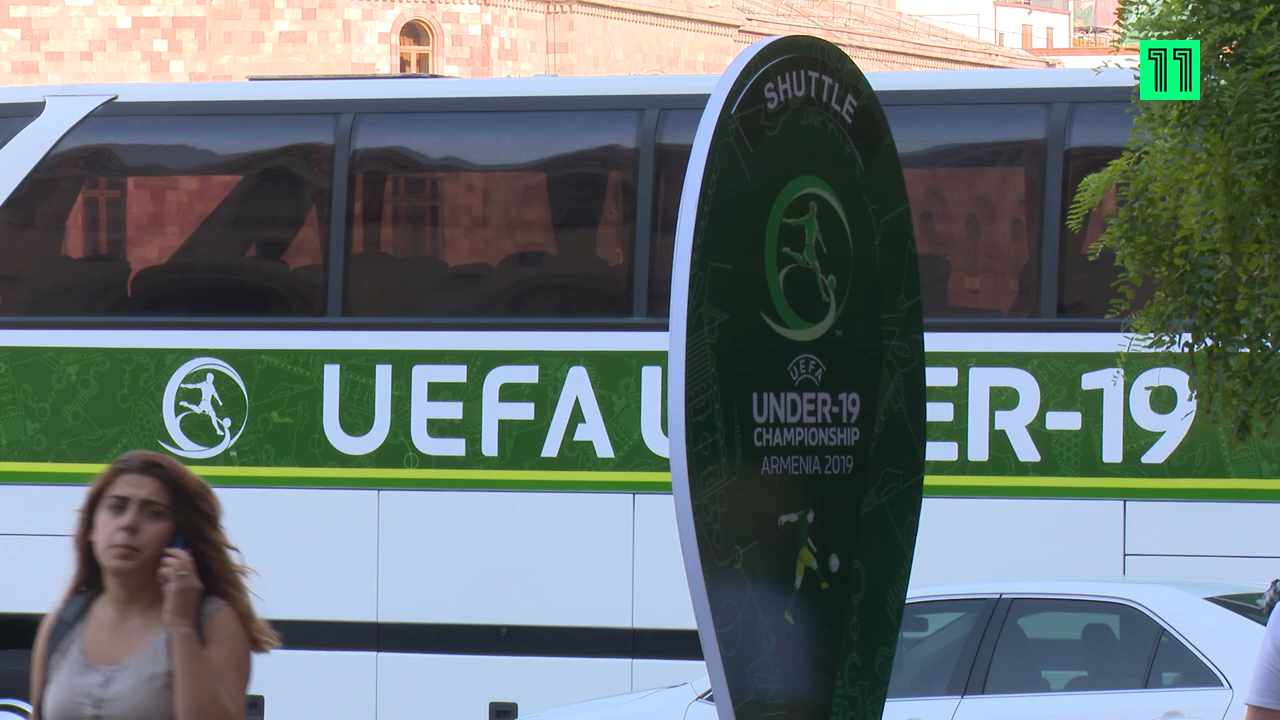 11
SHUTTLE
UEFA
UNDER-19
CHAMPIONSHIP
ARMENIA 2019
UEFA U ER-19